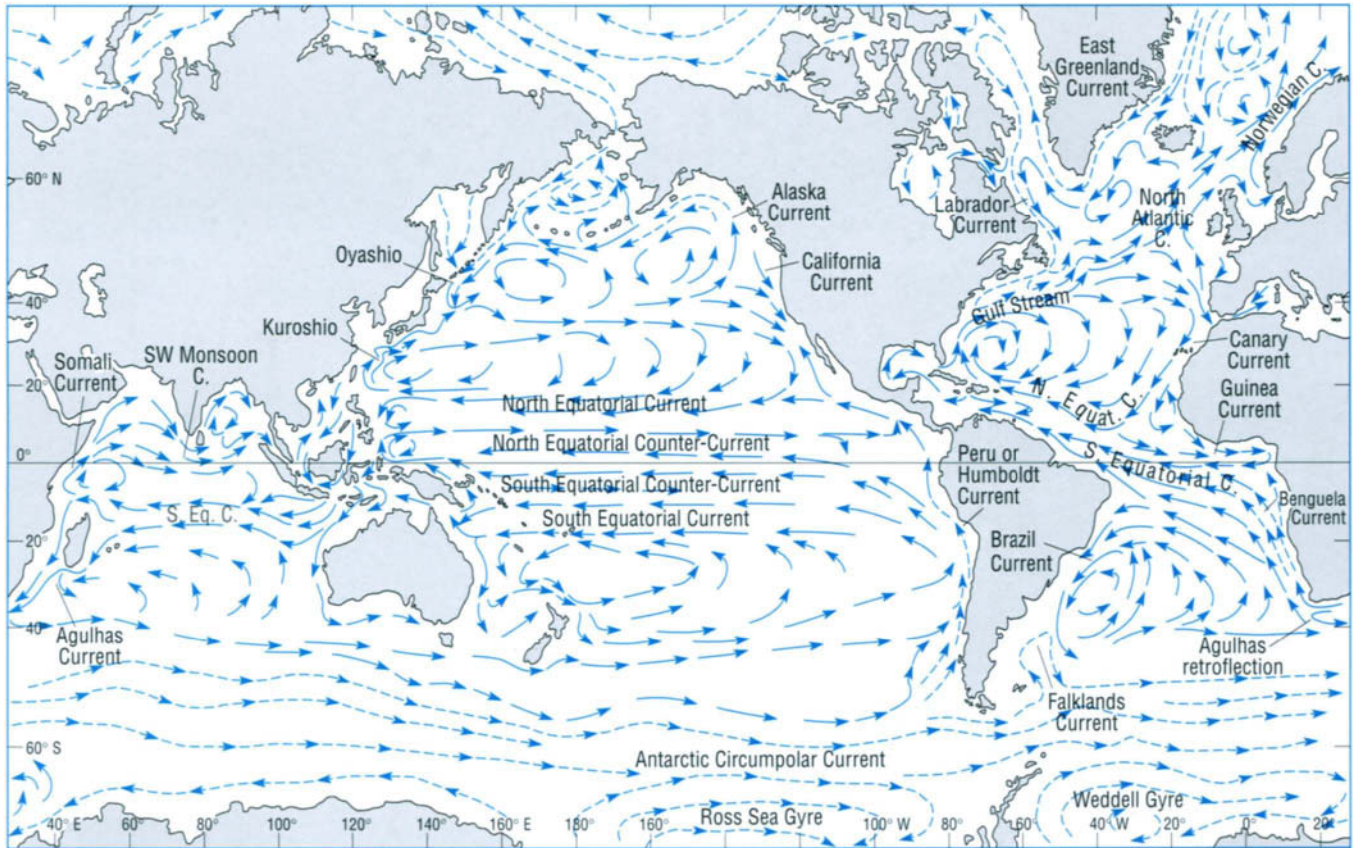 East
Greenland
Current
Norwegian C.
60° N
Alaska
Current
Labrador
Current
North
Atlantic
C.
Oyashio
California
Current
40°
Gulf Stream
Kuroshio
Somali
Current
SW Monsoon
C.
Canary
Current
20°
North Equatorial Current
N. Equat. C.
Guinea
Current
North Equatorial Counter-Current
0°
Peru or
Humboldt
Current
S. Equatorial C.
South Equatorial Counter-Current
Benguela
Current
S. Eq. C.
South Equatorial Current
20°
Brazil
Current
40°
Agulhas
Current
Agulhas
retroflection
Falklands
Current
60° S
Antarctic Circumpolar Current
Weddell Gyre
Ross Sea Gyre
40° E
60°
80°
100°
120°
140°
160° E
180°
160°
100° W
80°
60°
40° W
20°
0°
20°